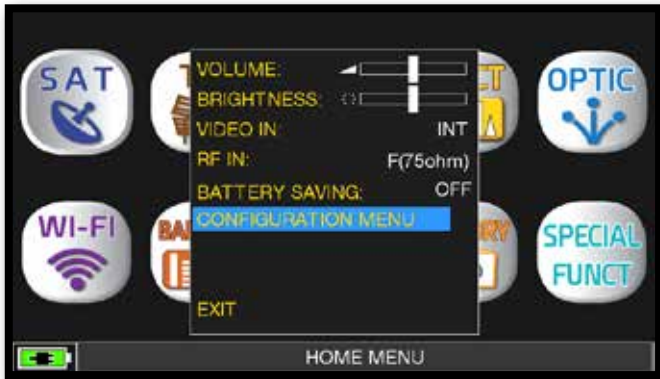 SAT
OPTIC
VOLUME:
BRIGHTNESS:
VIDEO IN: INT
RF IN: F(75ohm)
BATTERY SAVING: OFF
CONFIGURATION MENU
EXIT
WI-FI
SPECIAL
FUNCT
HOME MENU